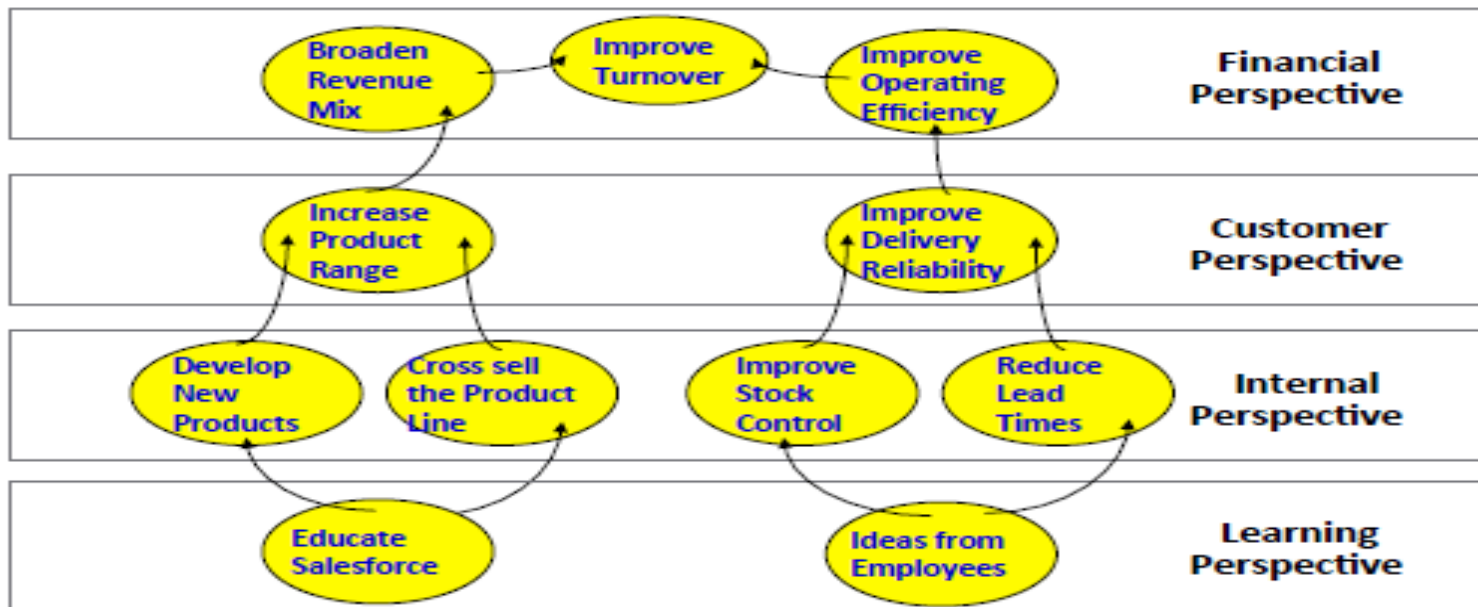 Broaden
Revenue
Mix
Improve
Turnover
Improve
Operating
Efficiency
Financial
Perspective
Increase
Product
Range
Improve
Delivery
Reliability
Customer
Perspective
Develop
New
Products
Cross sell
the Product
Line
Improve
Stock
Control
Reduce
Lead
Times
Internal
Perspective
Educate
Salesforce
Ideas from
Employees
Learning
Perspective